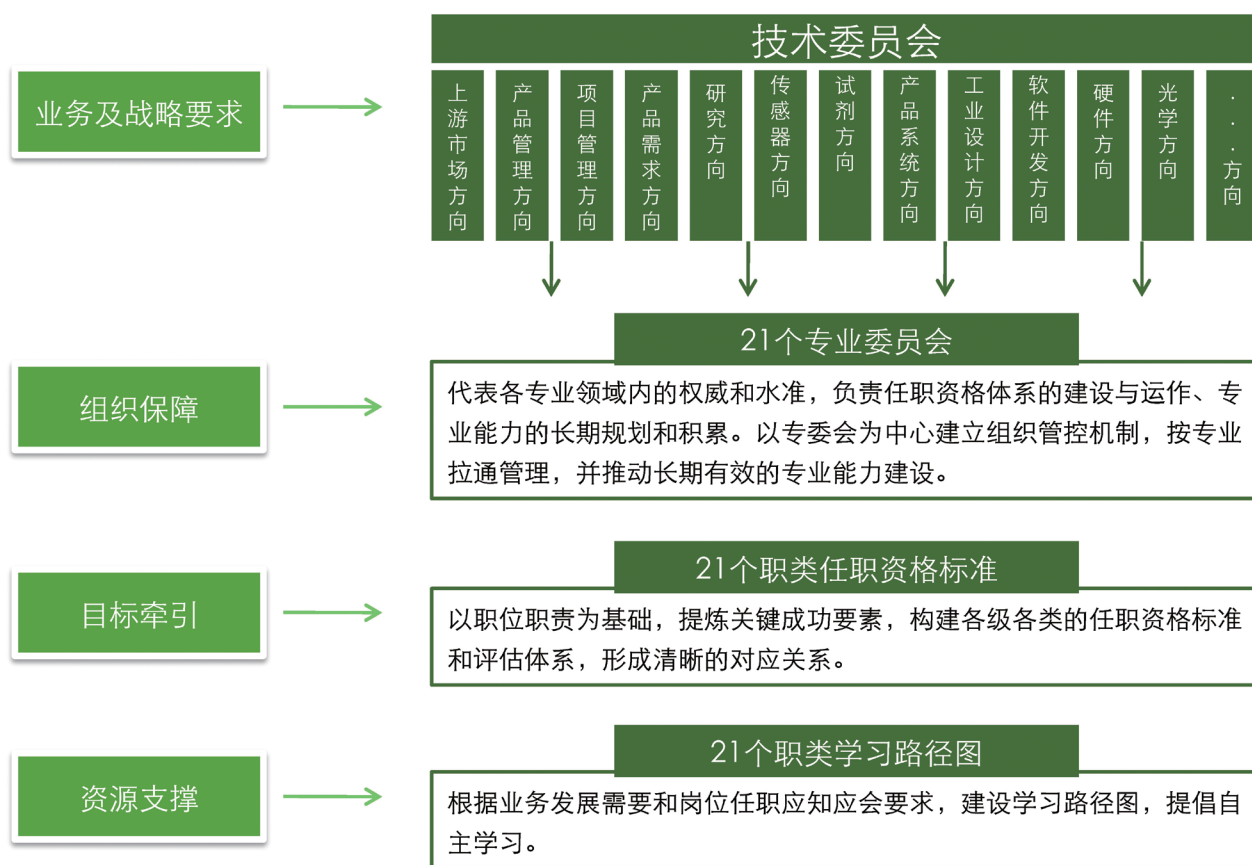 技术委员会
业务及战略要求
上游市场方向
产品管理方向
项目管理方向
产品需求方向
研究方向
传感器方向
试剂方向
产品系统方向
工业设计方向
软件开发方向
硬件方向
光学方向
...方向
21个专业委员会
组织保障
代表各专业领域内的权威和水准，负责任职资格体系的建设与运作、专
业能力的长期规划和积累。以专委会为中心建立组织管控机制，按专业
拉通管理，并推动长期有效的专业能力建设。
21个职类任职资格标准
目标牵引
以职位职责为基础，提炼关键成功要素，构建各级各类的任职资格标准
和评估体系，形成清晰的对应关系。
21个职类学习路径图
资源支撑
根据业务发展需要和岗位任职应知应会要求，建设学习路径图，提倡自
主学习。